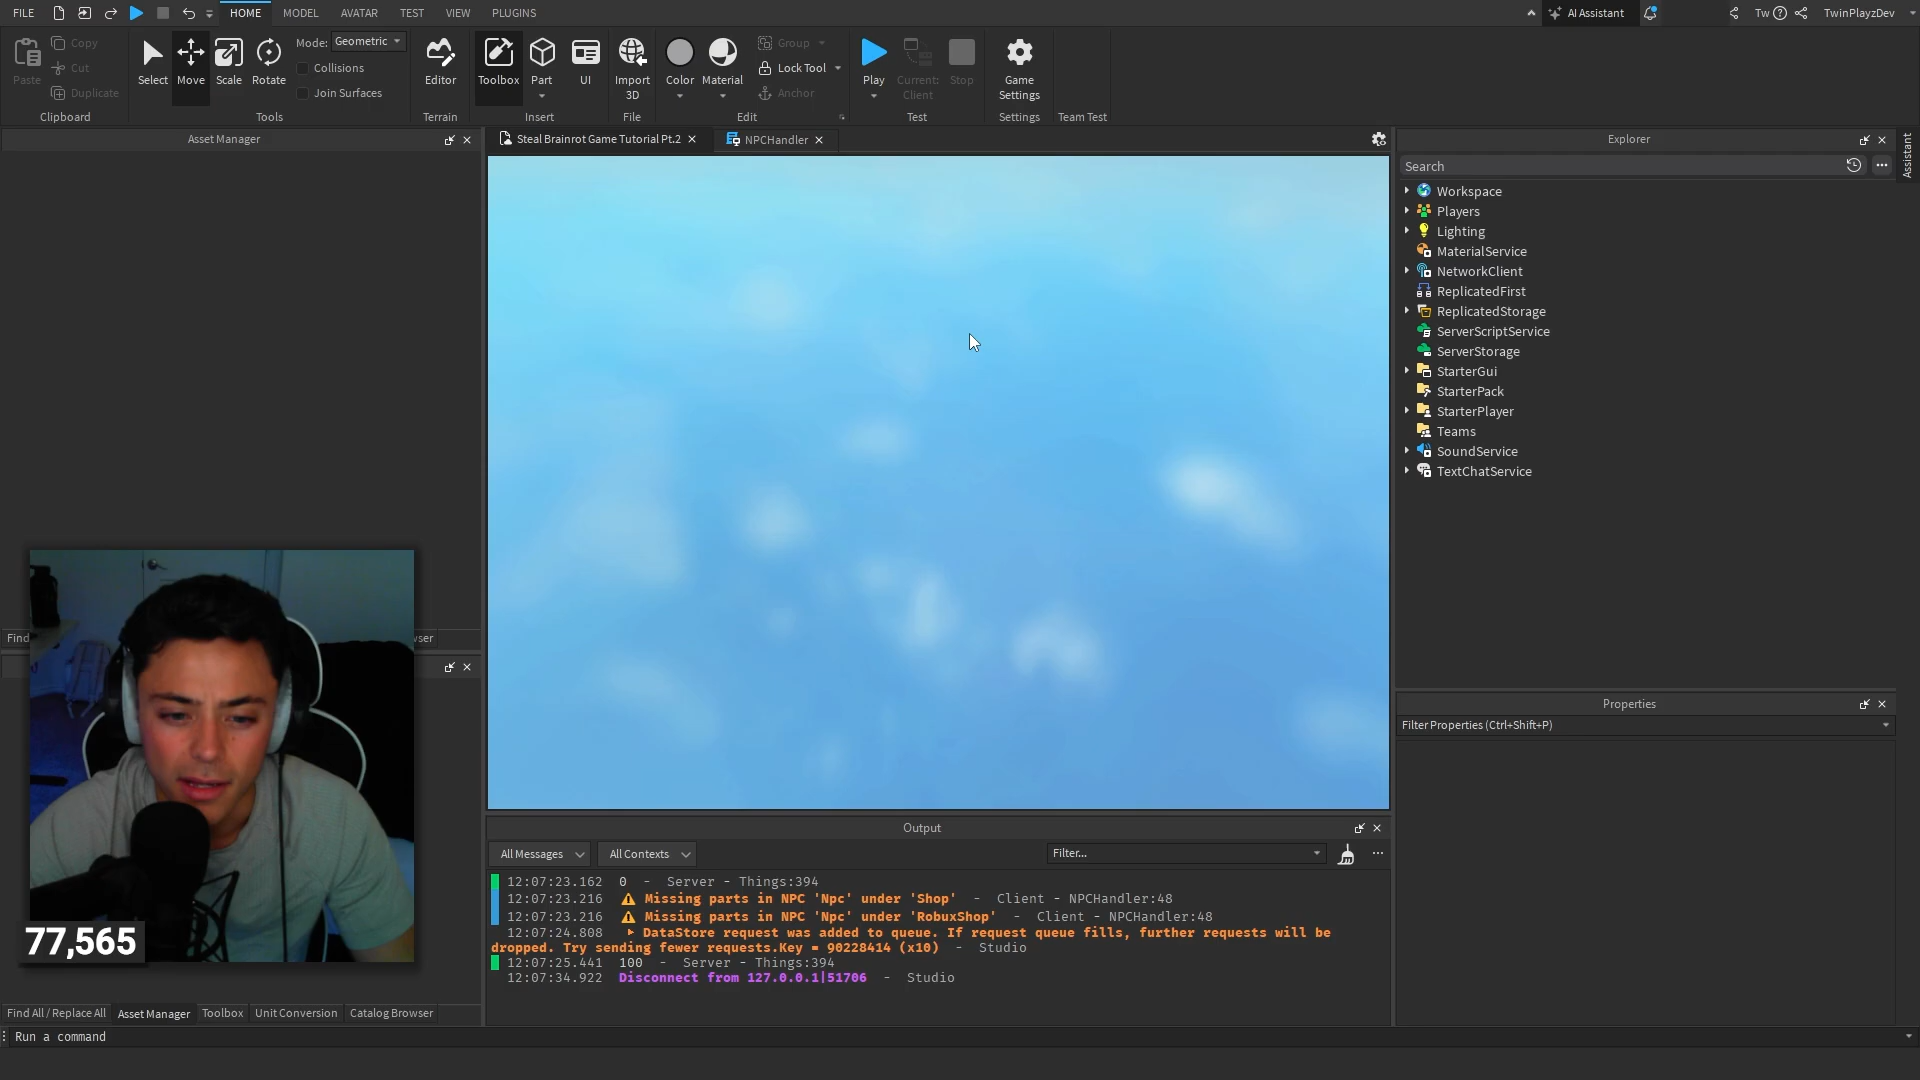 FILE
HOME
MODEL
AVATAR
TEST
VIEW
PLUGINS
AI Assistant
Tw
TwinPlayzDev
Paste
Copy
Cut
Duplicate
Clipboard
Select
Move
Scale
Rotate
Mode:
Geometric
Collisions
Join Surfaces
Tools
Editor
Terrain
Toolbox
Part
UI
Insert
Import
3D
File
Color
Material
Group
Lock Tool
Anchor
Edit
Play
Current:
Client
Stop
Test
Game
Settings
Settings
Team Test
Asset Manager
Steal Brainrot Game Tutorial Pt.2
NPCHandler
Explorer
Assistant
Search
Workspace
Players
Lighting
MaterialService
NetworkClient
ReplicatedFirst
ReplicatedStorage
ServerScriptService
ServerStorage
StarterGui
StarterPack
StarterPlayer
Teams
SoundService
TextChatService
Find
wser
77,565
Properties
Filter Properties (Ctrl+Shift+P)
Output
All Messages
All Contexts
Filter...
12:07:23.162 0 - Server - Things:394
12:07:23.216 Missing parts in NPC 'Npc' under 'Shop' - Client - NPCHandler:48
12:07:23.216 Missing parts in NPC 'Npc' under 'RobuxShop' - Client - NPCHandler:48
12:07:24.808 DataStore request was added to queue. If request queue fills, further requests will be
dropped. Try sending fewer requests.Key = 90228414 (x10) - Studio
12:07:25.441 100 - Server - Things:394
12:07:34.922 Disconnect from 127.0.0.1|51706 - Studio
Find All / Replace All
Asset Manager
Toolbox
Unit Conversion
Catalog Browser
Run a command